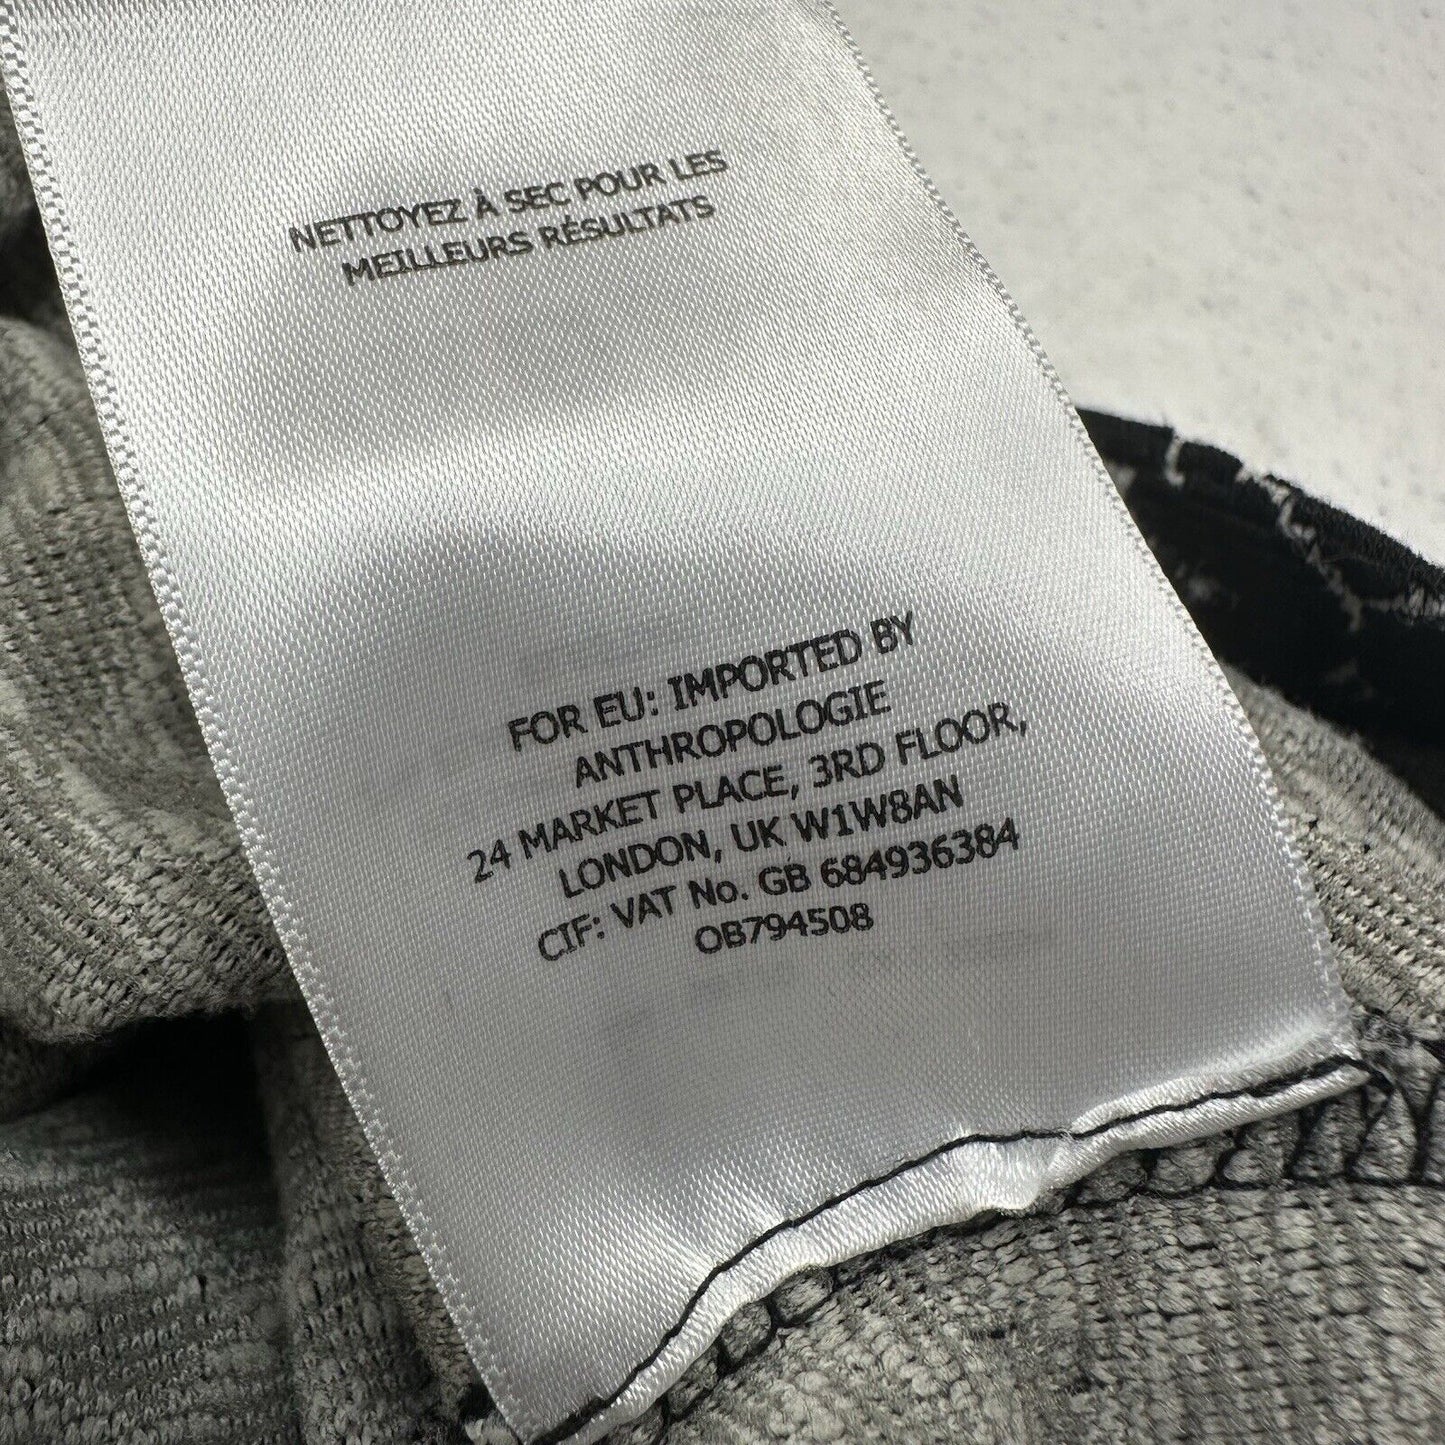 NETTOYEZ À SEC POUR LES
MEILLEURS RÉSULTATS
FOR EU: IMPORTED BY
ANTHROPOLOGIE
24 MARKET PLACE, 3RD FLOOR,
LONDON, UK W1W8AN
CIF: VAT No. GB 684936384
OB794508